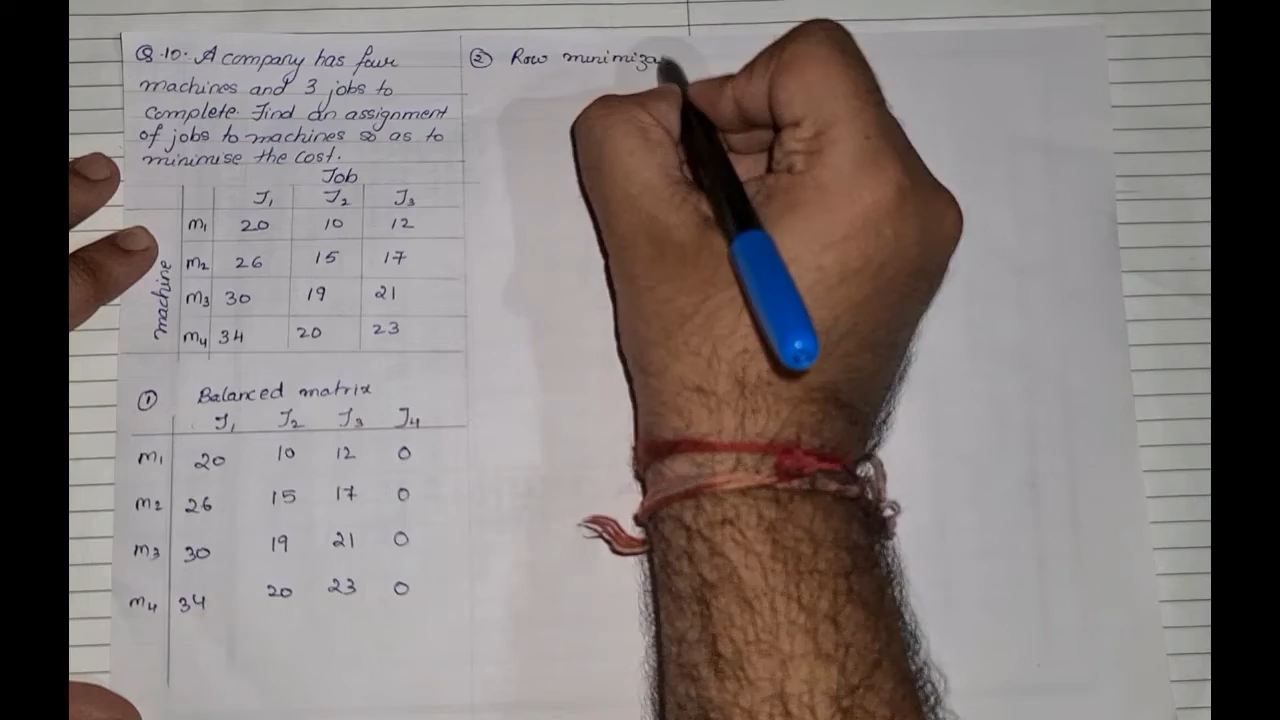 Q.10. A company has four
machines and 3 jobs to
complete. Find an assignment
of jobs to machines so as to
minimise the cost.
Job
J1 J2 J3
machine
m1 20 10 12
m2 26 15 17
m3 30 19 21
m4 34 20 23
① Balanced matrix
J1 J2 J3 J4
m1 20 10 12 0
m2 26 15 17 0
m3 30 19 21 0
m4 34 20 23 0
② Row minimiza